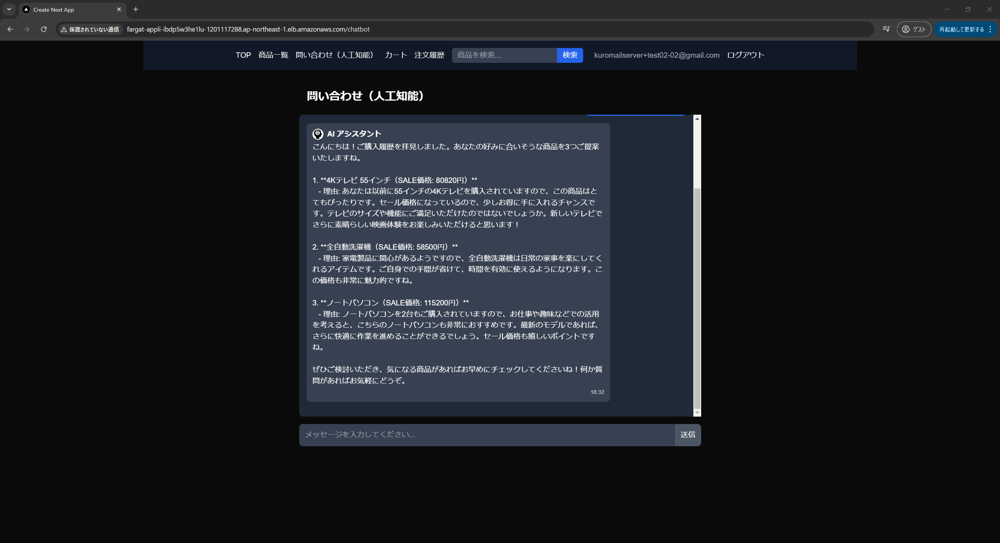 Create Next App
保護されていない通信
fargat-appli-ibdp5w3he1lu-1201117288.ap-northeast-1.elb.amazonaws.com/chatbot
ゲスト
再起動して更新する
TOP 商品一覧 問い合わせ（人工知能） カート 注文履歴 商品を検索... 検索 kuromailserver+test02-02@gmail.com ログアウト
問い合わせ（人工知能）
AI アシスタント
こんにちは！ご購入履歴を拝見しました。あなたの好みに合いそうな商品を3つご提案
いたしますね。
1. **4Kテレビ 55インチ（SALE価格: 80820円）**
- 理由: あなたは以前に55インチの4Kテレビを購入されていますので、この商品はと
てもぴったりです。セール価格になっているので、少しお得に手に入れるチャンスで
す。テレビのサイズや機能にご満足いただけたのではないでしょうか。新しいテレビで
さらに素晴らしい映画体験をお楽しみいただけると思います！
2. **全自動洗濯機（SALE価格: 58500円）**
- 理由: 家電製品に関心があるようですので、全自動洗濯機は日常の家事を楽にしてく
れるアイテムです。ご自身での手間が省けて、時間を有効に使えるようになります。こ
の価格も非常に魅力的ですね。
3. **ノートパソコン（SALE価格: 115200円）**
- 理由: ノートパソコンを2台もご購入されていますので、お仕事や趣味などでの活用
を考えると、こちらのノートパソコンも非常におすすめです。最新のモデルであれば、
さらに快適に作業を進めることができるでしょう。セール価格も嬉しいポイントです
ね。
ぜひご検討いただき、気になる商品があればお早めにチェックしてくださいね！何か質
問があればお気軽にどうぞ。
18:32
メッセージを入力してください...
送信